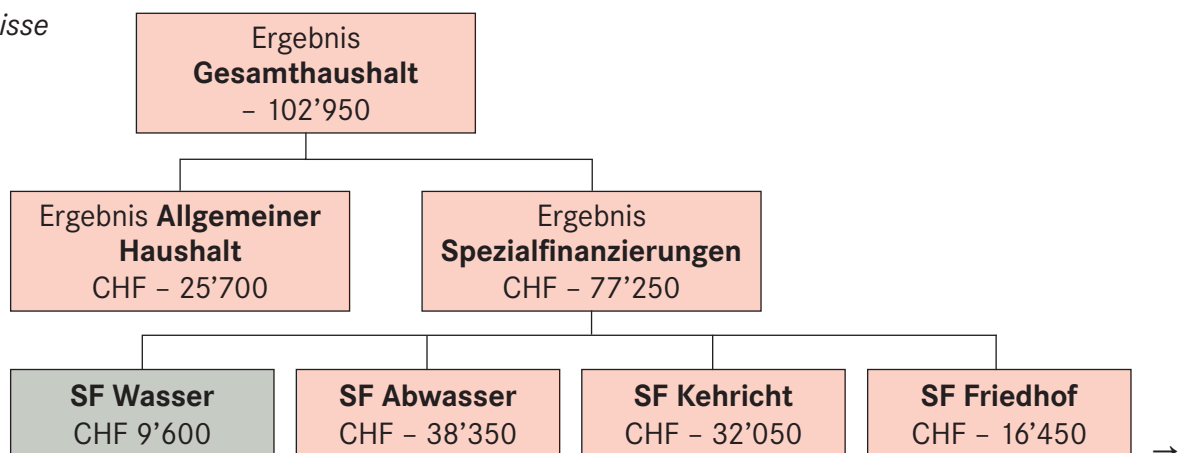 isse
Ergebnis
Gesamthaushalt
– 102’950
Ergebnis Allgemeiner
Haushalt
CHF – 25’700
Ergebnis
Spezialfinanzierungen
CHF – 77’250
SF Wasser
CHF 9’600
SF Abwasser
CHF – 38’350
SF Kehricht
CHF – 32’050
SF Friedhof
CHF – 16’450
→